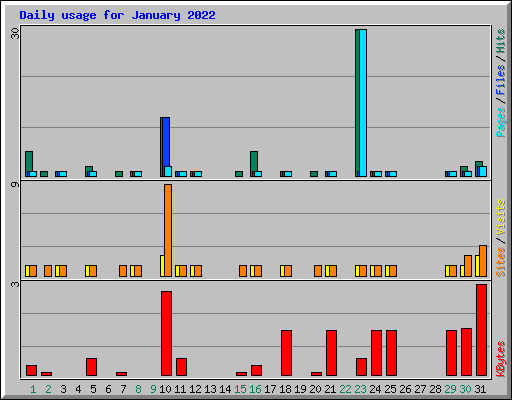 Daily usage for January 2022
30
Pages / Files / Hits
9
Sites / Visits
3
KBytes
1 2 3 4 5 6 7 8 9 10 11 12 13 14 15 16 17 18 19 20 21 22 23 24 25 26 27 28 29 30 31